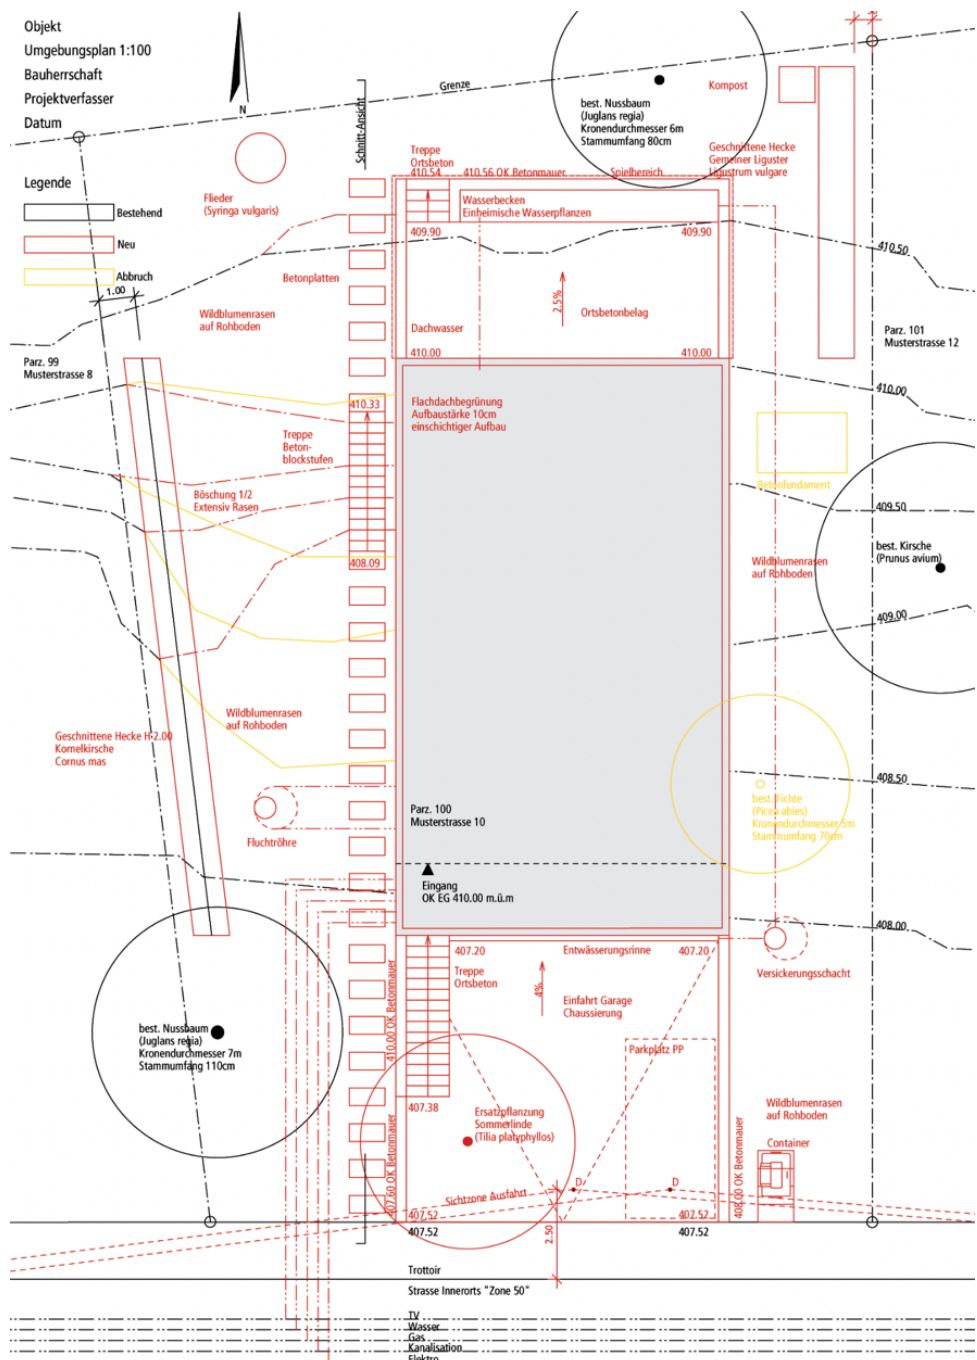 Objekt
Umgebungsplan 1:100
Bauherrschaft
Projektverfasser
Datum
N
Schnitt-Ansicht
Grenze
best. Nussbaum
(Juglans regia)
Kronendurchmesser 6m
Stammumfang 80cm
Kompost
Geschnittene Hecke
Gemeiner Liguster
Ligustrum vulgare
Legende
Bestehend
Neu
Abbruch
1.00
Flieder
(Syringa vulgaris)
Treppe
Ortsbeton
410.54
410.56 OK Betonmauer
Spielbereich
Wasserbecken
Einheimische Wasserpflanzen
409.90
409.90
410.50
Betonplatten
2.5%
Ortsbetonbelag
Wildblumenrasen
auf Rohboden
Dachwasser
410.00
410.00
Parz. 101
Musterstrasse 12
Parz. 99
Musterstrasse 8
410.00
410.33
Flachdachbegrünung
Aufbaustärke 10cm
einschichtiger Aufbau
Treppe
Beton-
blockstufen
Betonfundament
Böschung 1/2
Extensiv Rasen
409.50
best. Kirsche
(Prunus avium)
408.09
Wildblumenrasen
auf Rohboden
409.00
Wildblumenrasen
auf Rohboden
Geschnittene Hecke H 2.00
Kornelkirsche
Cornus mas
408.50
best. Fichte
(Picea abies)
Kronendurchmesser 5m
Stammumfang 70cm
Parz. 100
Musterstrasse 10
Fluchtröhre
Eingang
OK EG 410.00 m.ü.m
408.00
407.20
Entwässerungsrinne
407.20
Treppe
Ortsbeton
4%
Einfahrt Garage
Chaussierung
Versickerungsschacht
410.00 OK Betonmauer
best. Nussbaum
(Juglans regia)
Kronendurchmesser 7m
Stammumfang 110cm
Parkplatz PP
407.38
Ersatzpflanzung
Sommerlinde
(Tilia platyphyllos)
Wildblumenrasen
auf Rohboden
Container
407.60 OK Betonmauer
408.00 OK Betonmauer
Sichtzone Ausfahrt
D
D
407.52
407.52
407.52
407.52
2.50
Trottoir
Strasse Innerorts "Zone 50"
TV
Wasser
Gas
Kanalisation
Elektro